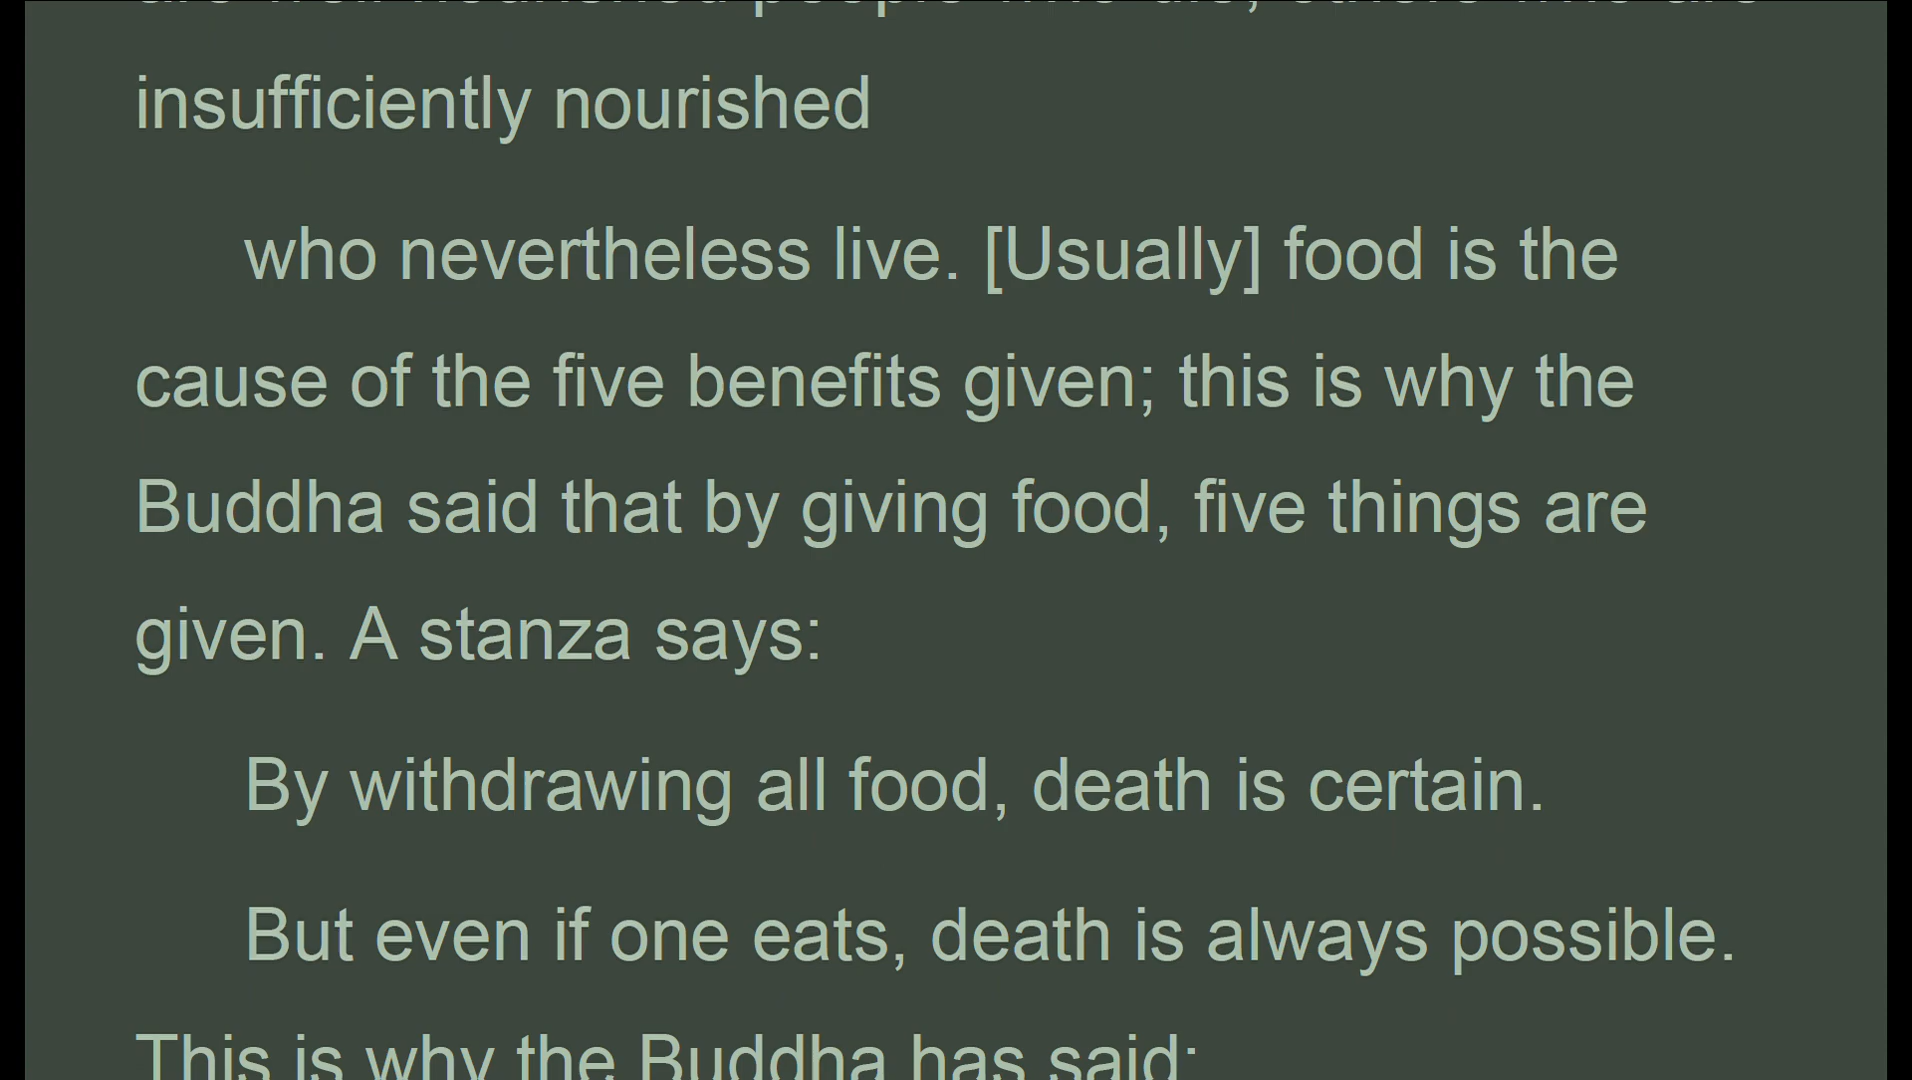 insufficiently nourished
who nevertheless live. [Usually] food is the
cause of the five benefits given; this is why the
Buddha said that by giving food, five things are
given. A stanza says:
By withdrawing all food, death is certain.
But even if one eats, death is always possible.
This is why the Buddha has said: